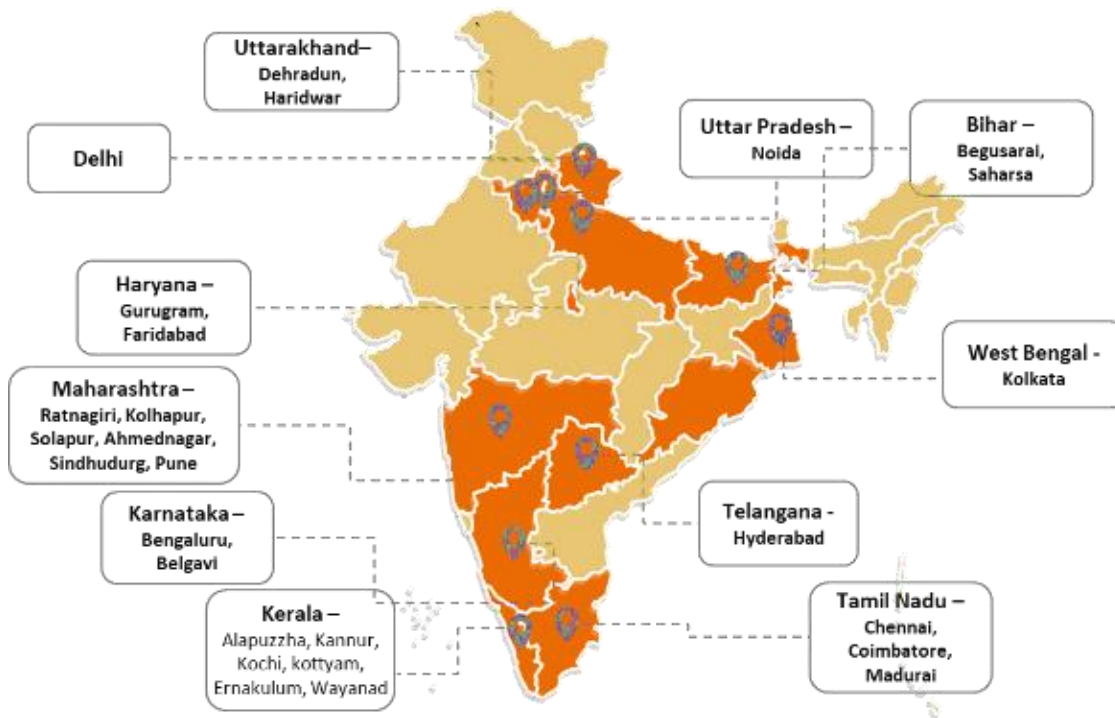 Uttarakhand–
Dehradun,
Haridwar
Delhi
Uttar Pradesh –
Noida
Bihar –
Begusarai,
Saharsa
Haryana –
Gurugram,
Faridabad
West Bengal -
Kolkata
Maharashtra –
Ratnagiri, Kolhapur,
Solapur, Ahmednagar,
Sindhudurg, Pune
Telangana -
Hyderabad
Karnataka –
Bengaluru,
Belgavi
Kerala –
Alapuzzha, Kannur,
Kochi, kottyam,
Ernakulum, Wayanad
Tamil Nadu –
Chennai,
Coimbatore,
Madurai